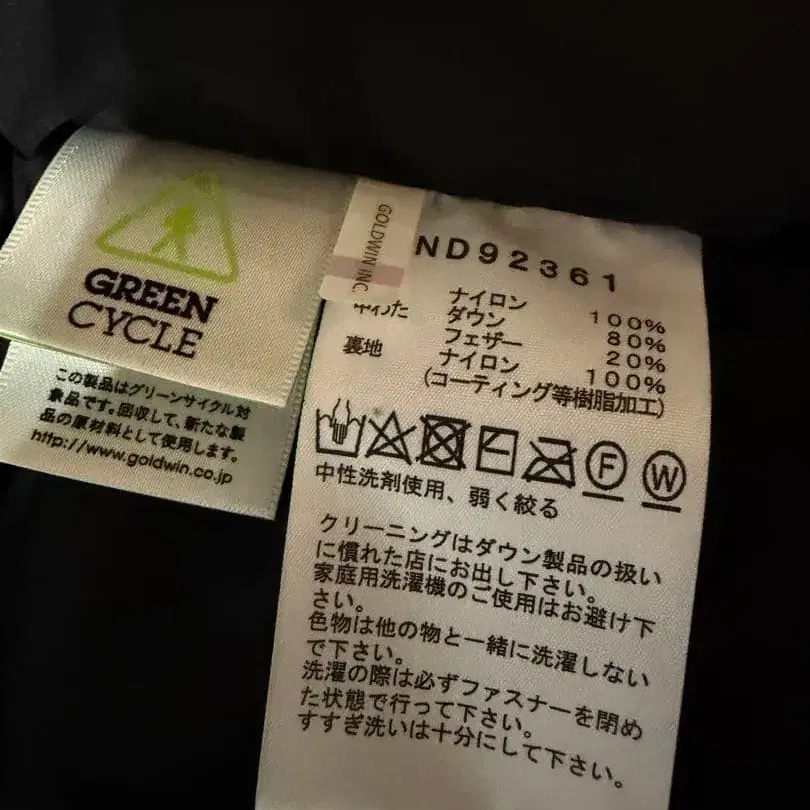 GREEN
CYCLE
この製品はグリーンサイクル対
象品です。回収して、新たな製
品の原材料として使用します。
http://www.goldwin.co.jp
GOLDWIN INC.
ND92361
ナイロン 100%
中わた ダウン 80%
フェザー 20%
裏地 ナイロン 100%
(コーティング等樹脂加工)
F W
中性洗剤使用、弱く絞る
クリーニングはダウン製品の扱い
に慣れた店にお出し下さい。
家庭用洗濯機のご使用はお避け下
さい。
色物は他の物と一緒に洗濯しない
で下さい。
洗濯の際は必ずファスナーを閉め
た状態で行って下さい。
すすぎ洗いは十分にして下さい。